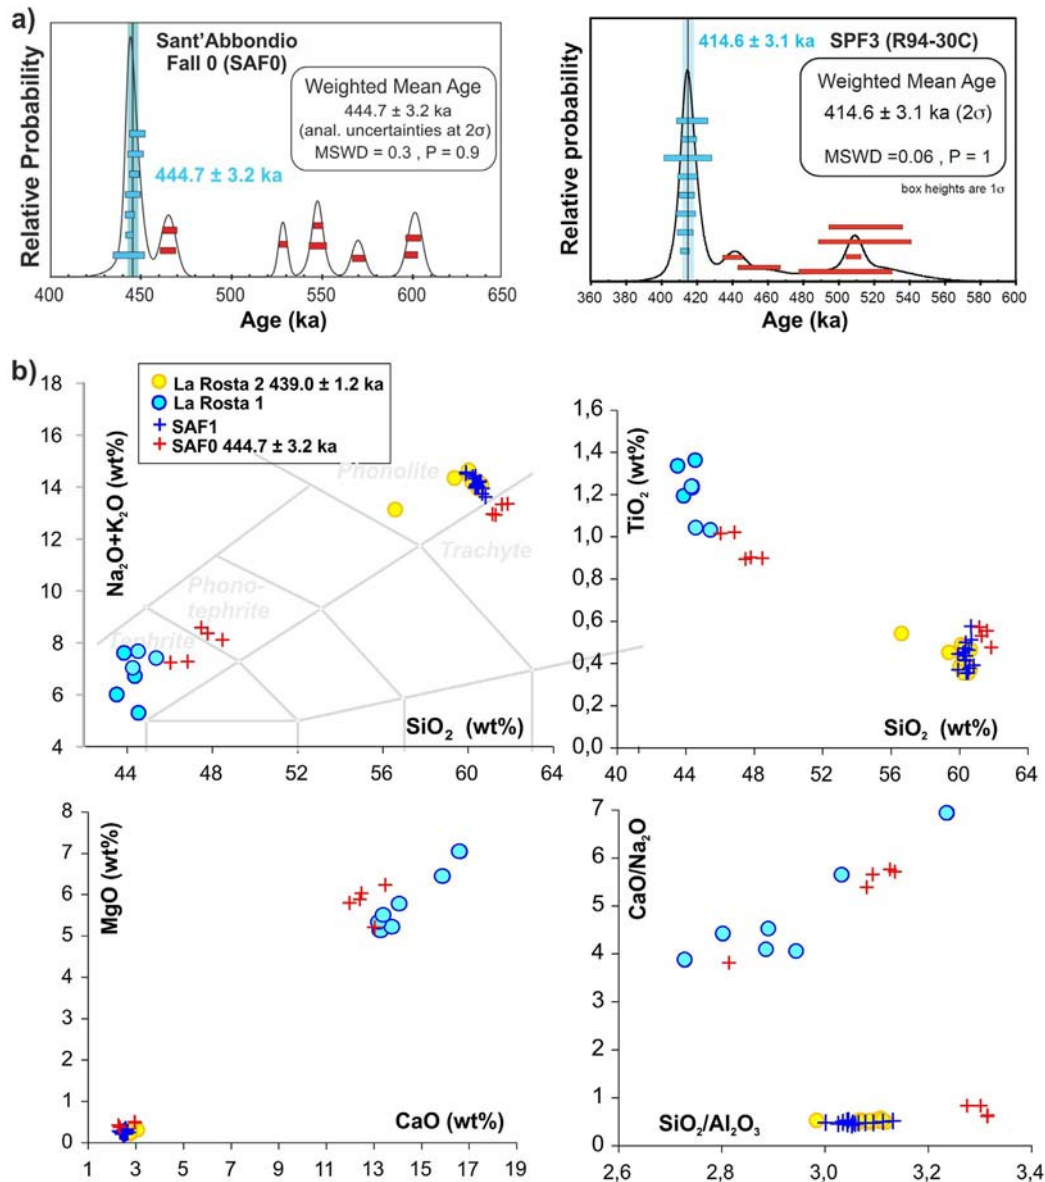 a)
Relative Probability
Sant'Abbondio
Fall 0 (SAF0)
Weighted Mean Age
444.7 ± 3.2 ka
(anal. uncertainties at 2σ)
MSWD = 0.3 , P = 0.9
444.7 ± 3.2 ka
400 450 500 550 600 650
Age (ka)
Relative probability
414.6 ± 3.1 ka SPF3 (R94-30C)
Weighted Mean Age
414.6 ± 3.1 ka (2σ)
MSWD =0.06 , P = 1
box heights are 1σ
360 380 400 420 440 460 480 500 520 540 560 580 600
Age (ka)
b)
La Rosta 2 439.0 ± 1.2 ka
La Rosta 1
SAF1
SAF0 444.7 ± 3.2 ka
Na₂O+K₂O (wt%)
18
16
14
12
10
8
6
4
Phonolite
Trachyte
Phono-
tephrite
Tephrite
SiO₂ (wt%)
44 48 52 56 60 64
TiO₂ (wt%)
1,6
1,4
1,2
1,0
0,8
0,6
0,4
0,2
0,0
SiO₂ (wt%)
40 44 48 52 56 60 64
MgO (wt%)
8
7
6
5
4
3
2
1
0
CaO (wt%)
1 3 5 7 9 11 13 15 17 19
CaO/Na₂O
7
6
5
4
3
2
1
0
SiO₂/Al₂O₃
2,6 2,8 3,0 3,2 3,4